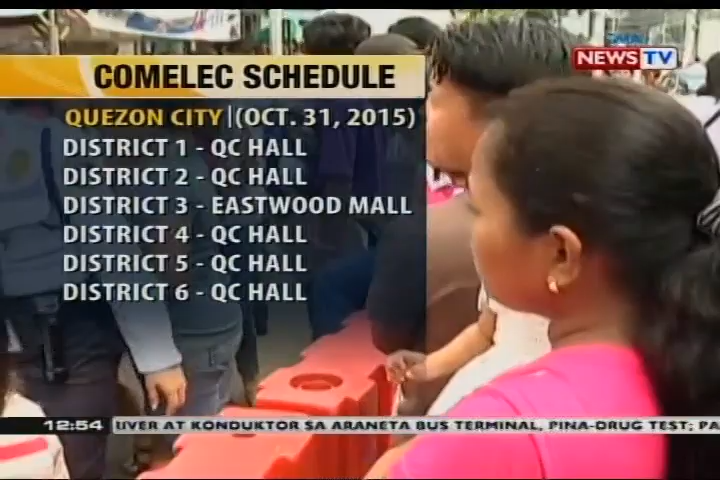 COMELEC SCHEDULE
NEWSTV
QUEZON CITY |(OCT. 31, 2015)
DISTRICT 1 - QC HALL
DISTRICT 2 - QC HALL
DISTRICT 3 - EASTWOOD MALL
DISTRICT 4 - QC HALL
DISTRICT 5 - QC HALL
DISTRICT 6 - QC HALL
12:54 IVER AT KONDUKTOR SA ARANETA BUS TERMINAL, PINA-DRUG TEST; PA